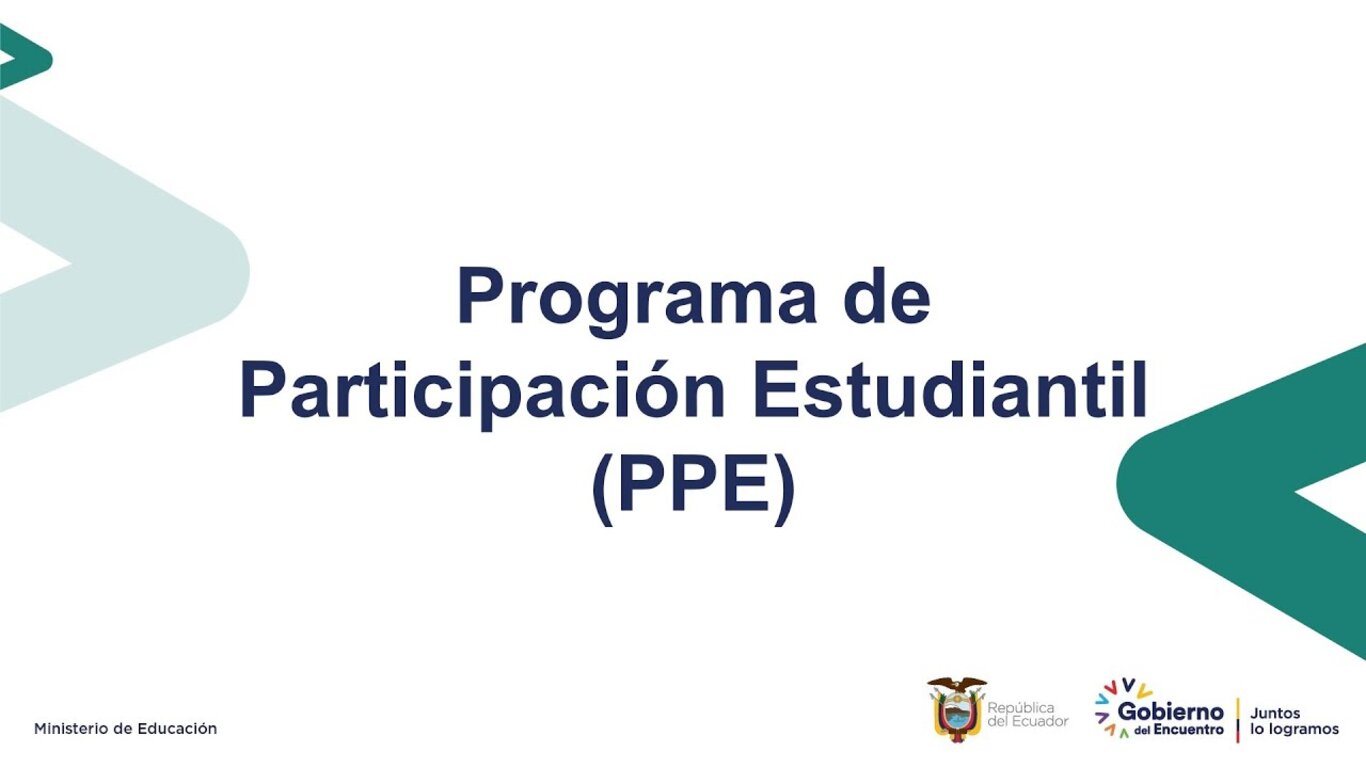 Programa de
Participación Estudiantil
(PPE)
Ministerio de Educación
República
del Ecuador
Gobierno
del Encuentro
Juntos
lo logramos